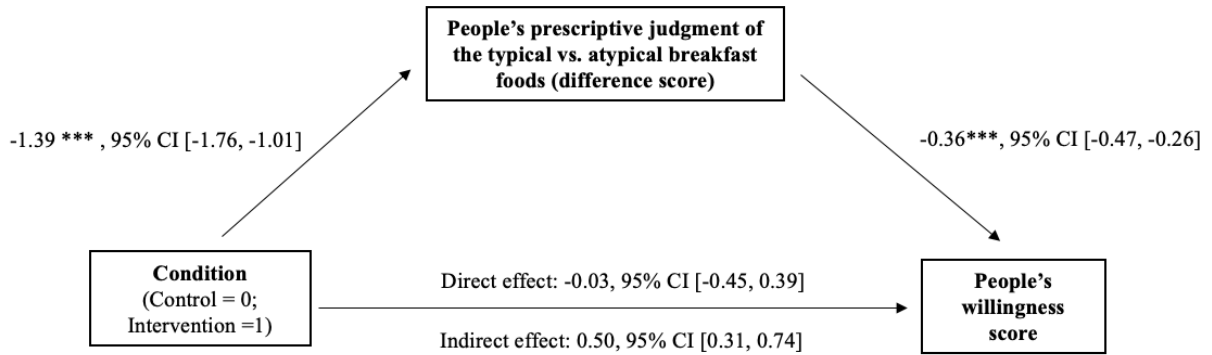 People’s prescriptive judgment of
the typical vs. atypical breakfast
foods (difference score)
-1.39 *** , 95% CI [-1.76, -1.01]
-0.36***, 95% CI [-0.47, -0.26]
Condition
(Control = 0;
Intervention =1)
Direct effect: -0.03, 95% CI [-0.45, 0.39]
Indirect effect: 0.50, 95% CI [0.31, 0.74]
People’s
willingness
score